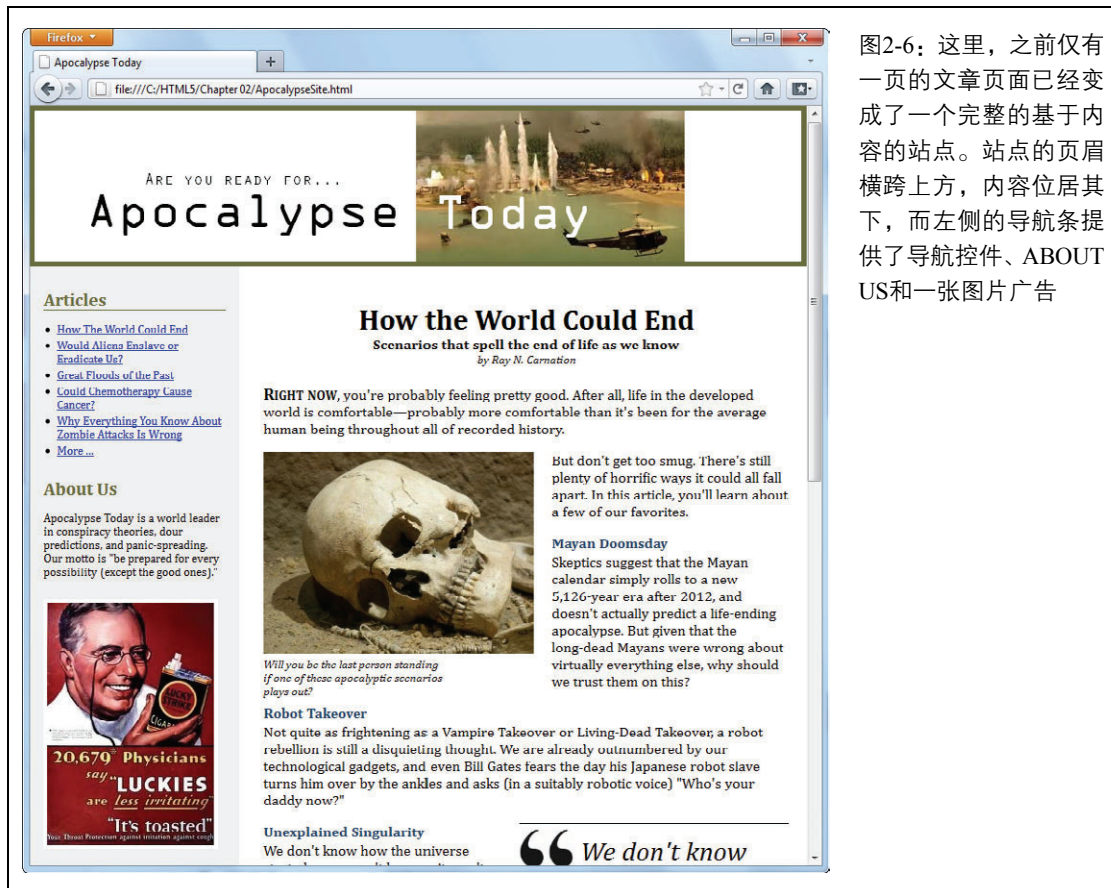 Firefox
Apocalypse Today
file:///C:/HTML5/Chapter 02/ApocalypseSite.html
ARE YOU READY FOR...
Apocalypse Today
Articles
How The World Could End
Would Aliens Enslave or
Eradicate Us?
Great Floods of the Past
Could Chemotherapy Cause
Cancer?
Why Everything You Know About
Zombie Attacks Is Wrong
More ...
About Us
Apocalypse Today is a world leader
in conspiracy theories, dour
predictions, and panic-spreading.
Our motto is "be prepared for every
possibility (except the good ones)."
LUCKY
STRIKE
CIGAR
20,679* Physicians
say "LUCKIES
are less irritating"
"It's toasted"
Your Throat Protection against irritation against cough
How the World Could End
Scenarios that spell the end of life as we know
by Ray N. Carnation
RIGHT NOW, you're probably feeling pretty good. After all, life in the developed
world is comfortable—probably more comfortable than it's been for the average
human being throughout all of recorded history.
But don't get too smug. There's still
plenty of horrific ways it could all fall
apart. In this article, you'll learn about
a few of our favorites.
Mayan Doomsday
Skeptics suggest that the Mayan
calendar simply rolls to a new
5,126-year era after 2012, and
doesn't actually predict a life-ending
apocalypse. But given that the
long-dead Mayans were wrong about
virtually everything else, why should
we trust them on this?
Will you be the last person standing
if one of these apocalyptic scenarios
plays out?
Robot Takeover
Not quite as frightening as a Vampire Takeover or Living-Dead Takeover, a robot
rebellion is still a disquieting thought. We are already outnumbered by our
technological gadgets, and even Bill Gates fears the day his Japanese robot slave
turns him over by the ankles and asks (in a suitably robotic voice) "Who's your
daddy now?"
Unexplained Singularity
We don't know how the universe
“ We don't know
图2-6：这里，之前仅有
一页的文章页面已经变
成了一个完整的基于内
容的站点。站点的页眉
横跨上方，内容位居其
下，而左侧的导航条提
供了导航控件、ABOUT
US和一张图片广告